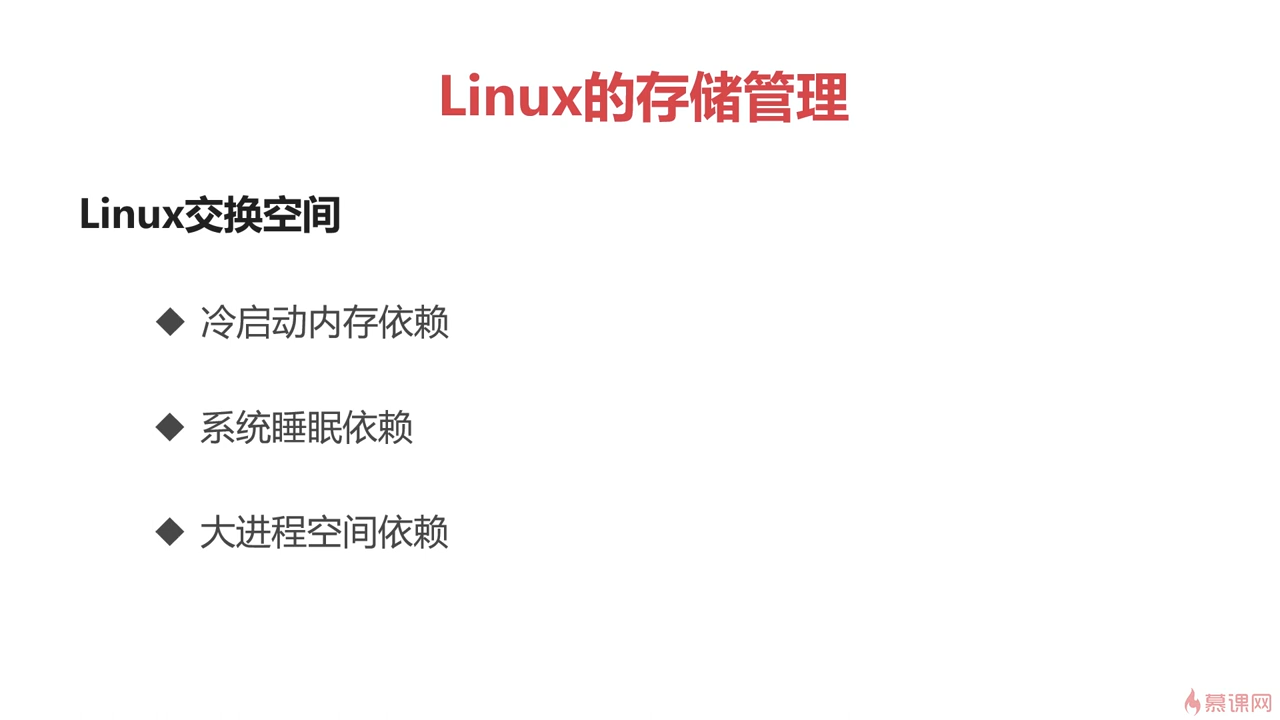 Linux的存储管理
Linux交换空间
◆ 冷启动内存依赖
◆ 系统睡眠依赖
◆ 大进程空间依赖
慕课网